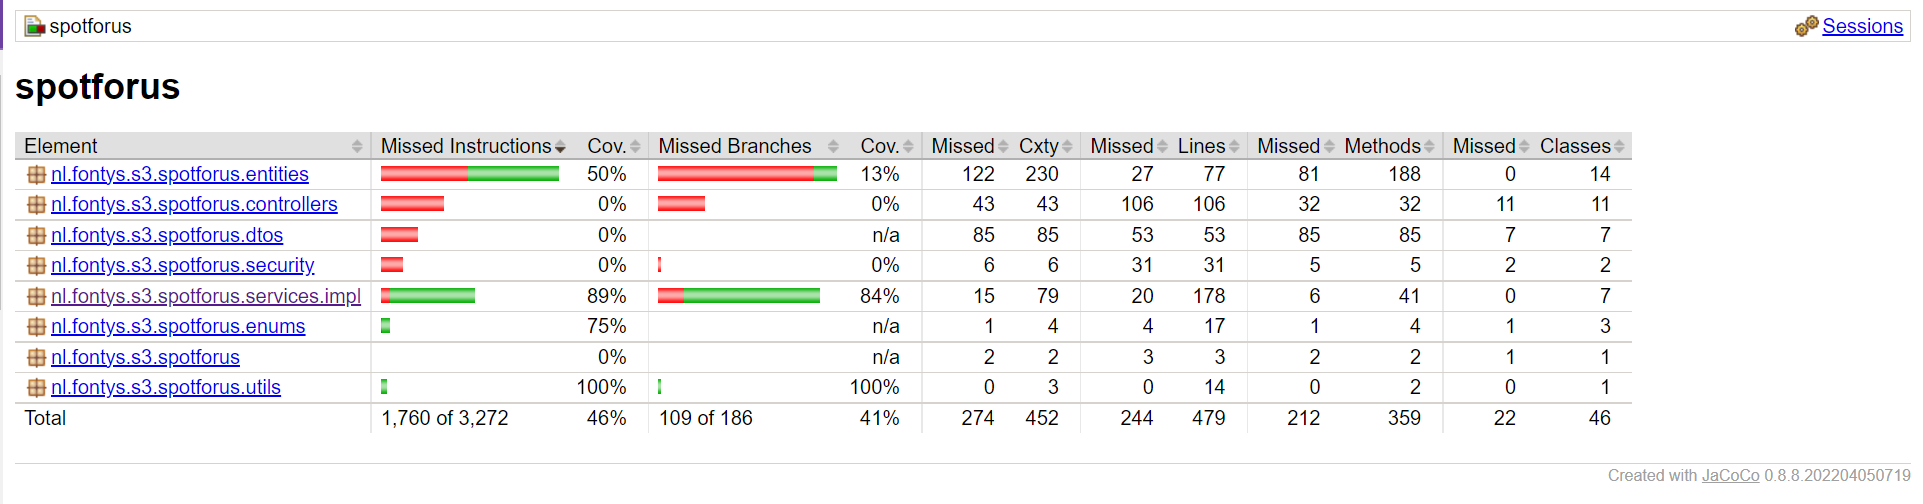 spotforus Sessions
spotforus
Element Missed Instructions Cov. Missed Branches Cov. Missed Cxty Missed Lines Missed Methods Missed Classes
nl.fontys.s3.spotforus.entities 50% 13% 122 230 27 77 81 188 0 14
nl.fontys.s3.spotforus.controllers 0% 0% 43 43 106 106 32 32 11 11
nl.fontys.s3.spotforus.dtos 0% n/a 85 85 53 53 85 85 7 7
nl.fontys.s3.spotforus.security 0% 0% 6 6 31 31 5 5 2 2
nl.fontys.s3.spotforus.services.impl 89% 84% 15 79 20 178 6 41 0 7
nl.fontys.s3.spotforus.enums 75% n/a 1 4 4 17 1 4 1 3
nl.fontys.s3.spotforus 0% n/a 2 2 3 3 2 2 1 1
nl.fontys.s3.spotforus.utils 100% 100% 0 3 0 14 0 2 0 1
Total 1,760 of 3,272 46% 109 of 186 41% 274 452 244 479 212 359 22 46
Created with JaCoCo 0.8.8.202204050719